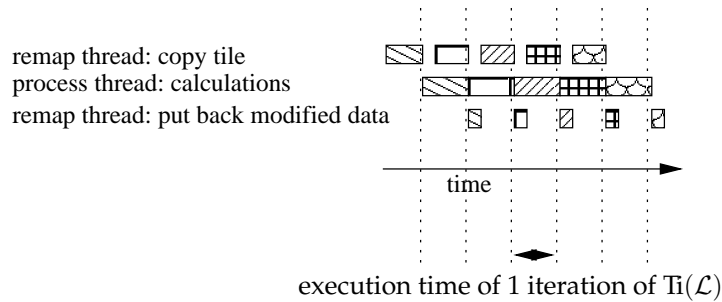 remap thread: copy tile
process thread: calculations
remap thread: put back modified data
time
execution time of 1 iteration of Ti(ℒ)